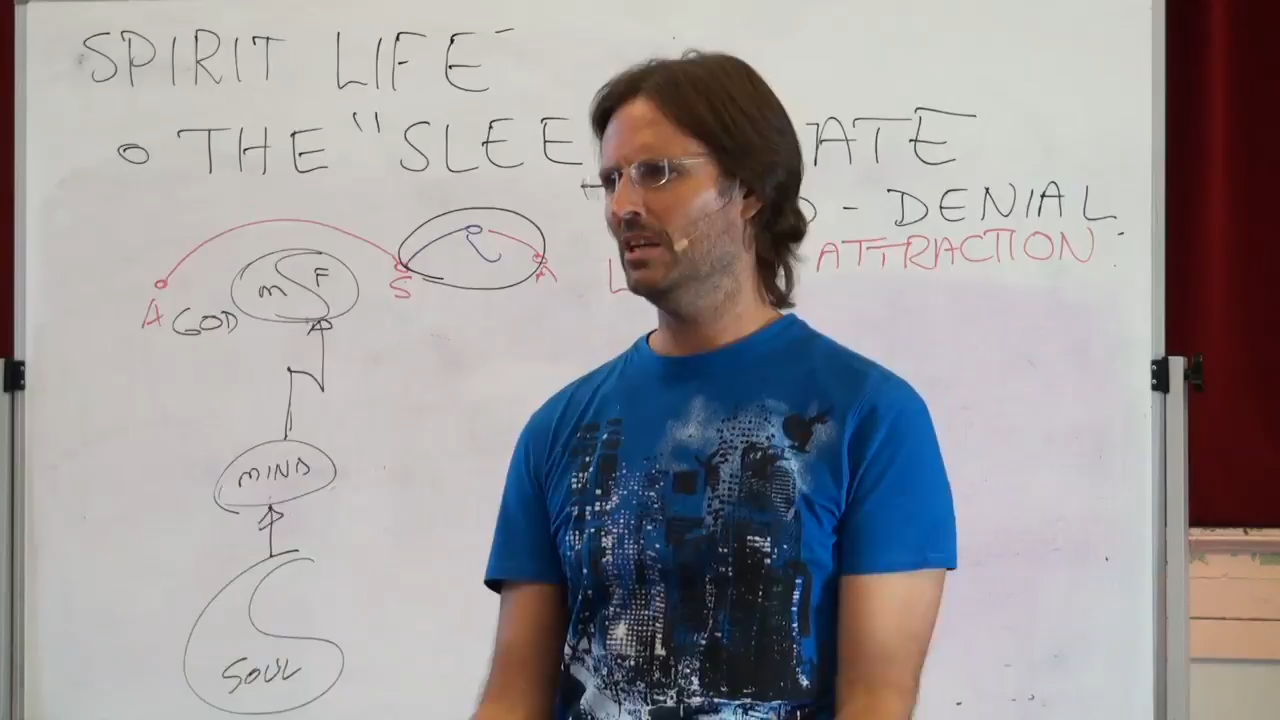 SPIRIT LIFE
o THE "SLEE ATE
- DENIAL
ATTRACTION
m F
A GOD S A
MIND
SOUL